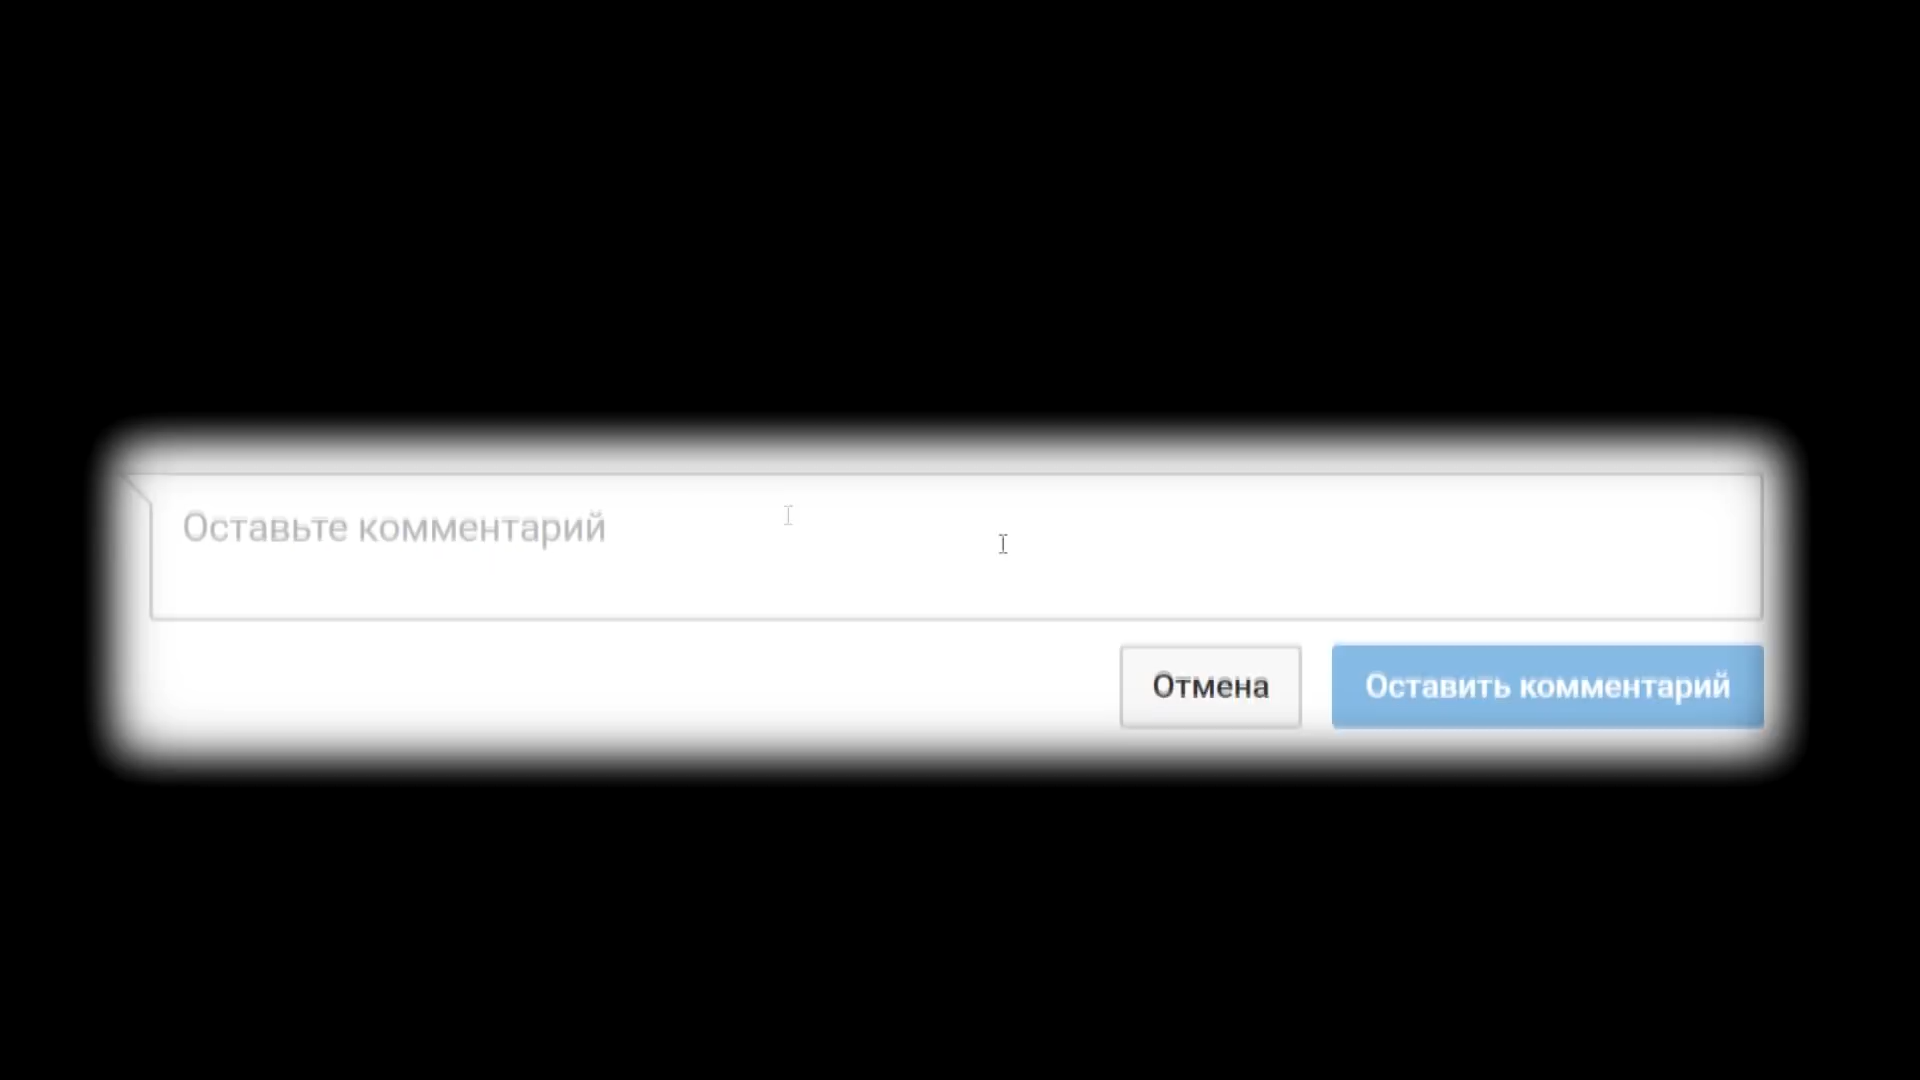 Оставьте комментарий
Отмена
Оставить комментарий